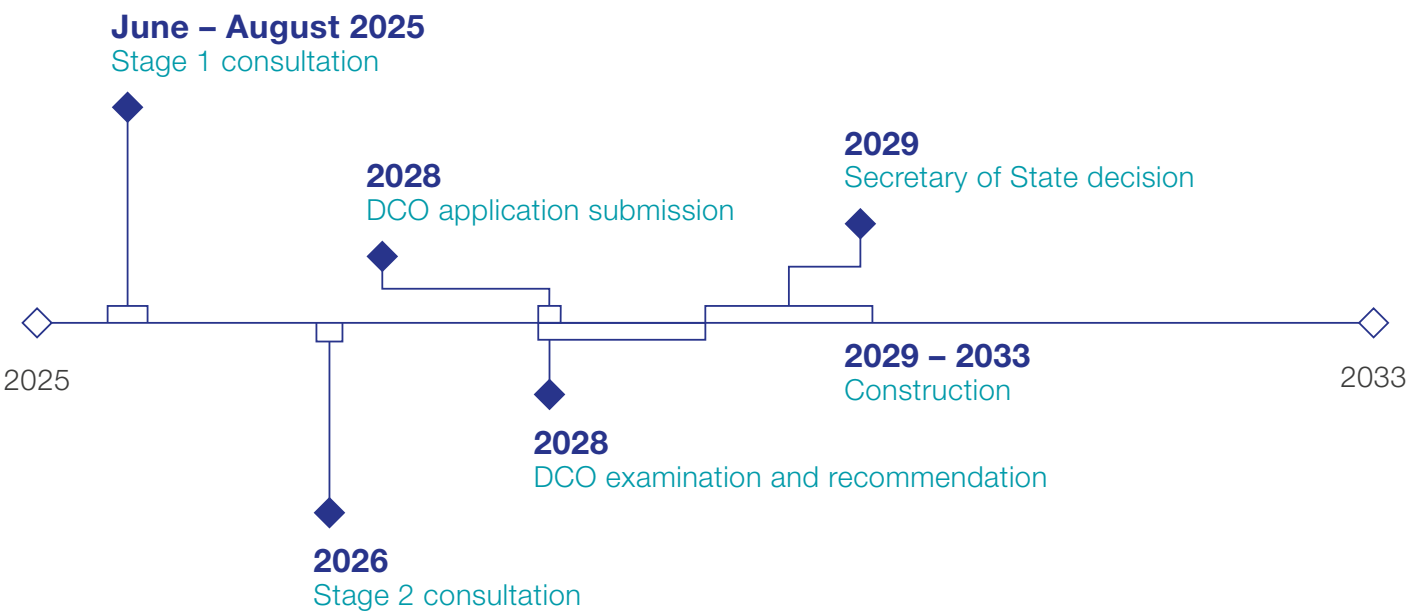 June – August 2025
Stage 1 consultation
2028
DCO application submission
2029
Secretary of State decision
2025
2033
2029 – 2033
Construction
2028
DCO examination and recommendation
2026
Stage 2 consultation